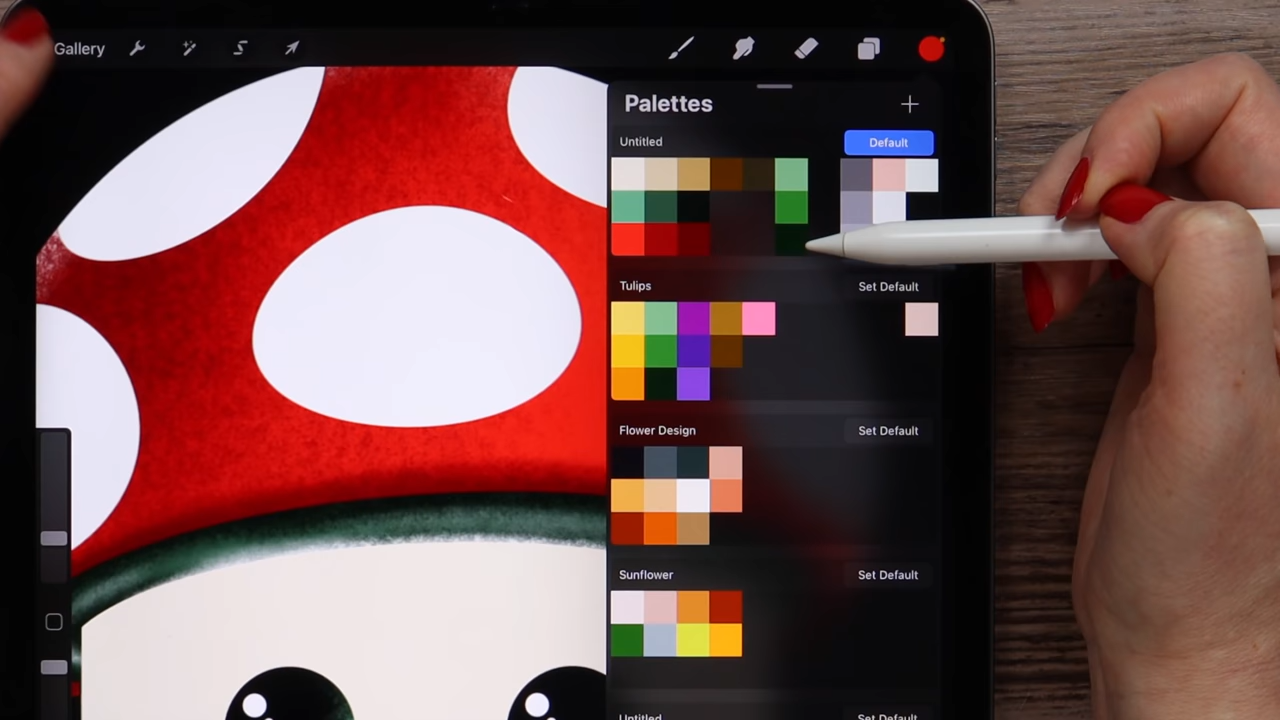 Gallery
Palettes
Untitled Default
Tulips Set Default
Flower Design Set Default
Sunflower Set Default
Untitled Set Default